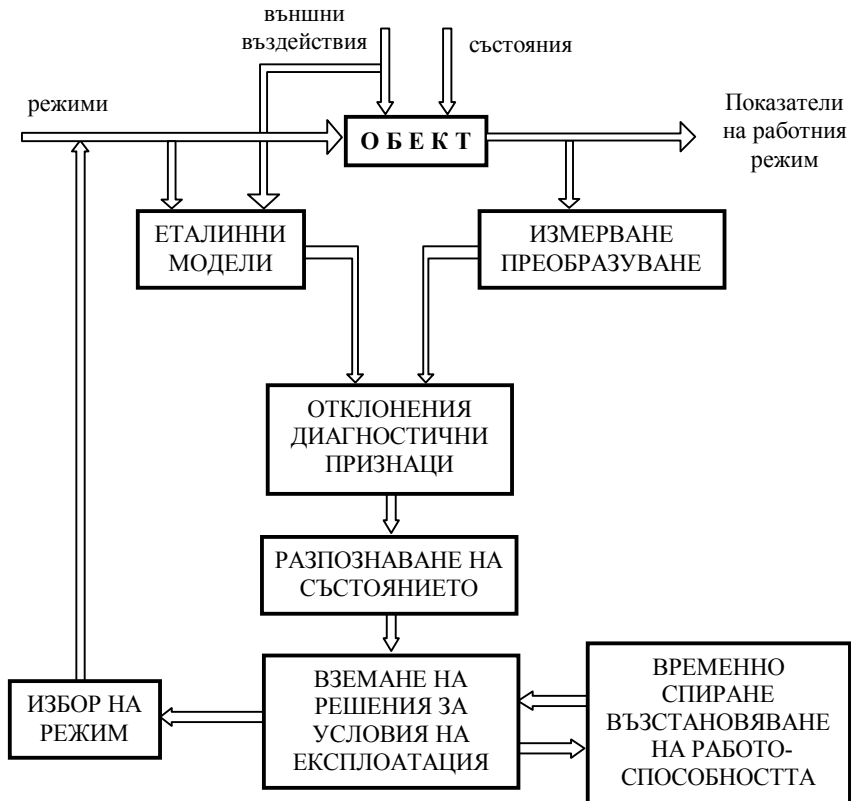 външни
въздействия
състояния
режими
Показатели
на работния
режим
О Б Е К Т
ЕТАЛИННИ
МОДЕЛИ
ИЗМЕРВАНЕ
ПРЕОБРАЗУВАНЕ
ОТКЛОНЕНИЯ
ДИАГНОСТИЧНИ
ПРИЗНАЦИ
РАЗПОЗНАВАНЕ НА
СЪСТОЯНИЕТО
ИЗБОР НА
РЕЖИМ
ВЗЕМАНЕ НА
РЕШЕНИЯ ЗА
УСЛОВИЯ НА
ЕКСПЛОАТАЦИЯ
ВРЕМЕННО
СПИРАНЕ
ВЪЗСТАНОВЯВАНЕ
НА РАБОТО-
СПОСОБНОСТТА